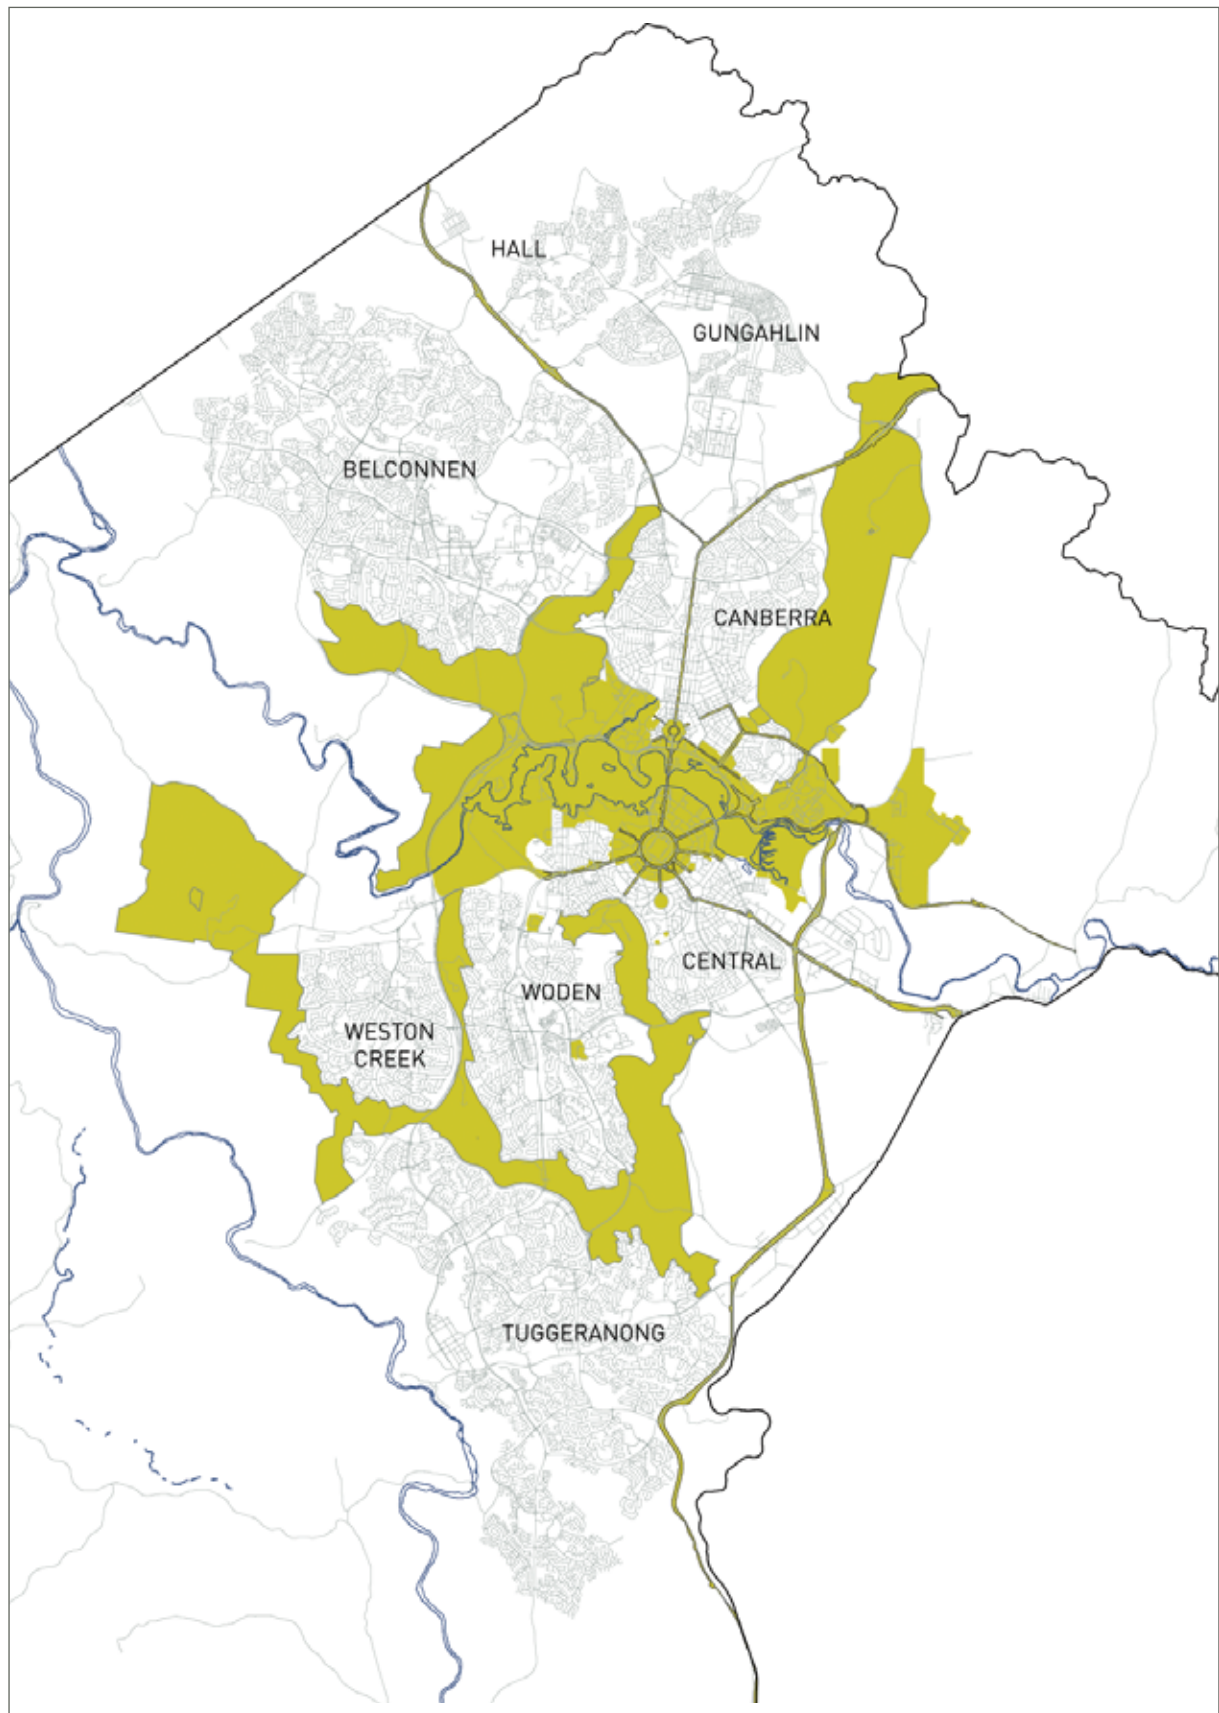 HALL
GUNGAHLIN
BELCONNEN
CANBERRA
CENTRAL
WODEN
WESTON
CREEK
TUGGERANONG